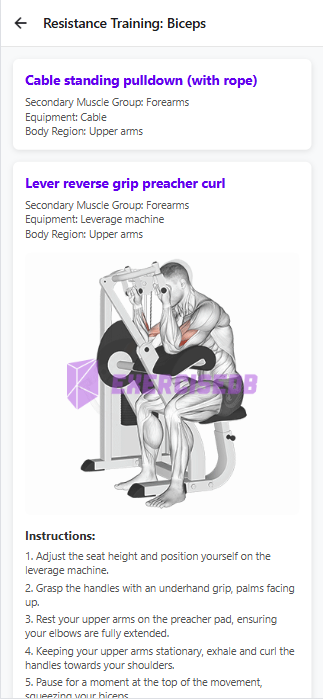 Resistance Training: Biceps
Cable standing pulldown (with rope)
Secondary Muscle Group: Forearms
Equipment: Cable
Body Region: Upper arms
Lever reverse grip preacher curl
Secondary Muscle Group: Forearms
Equipment: Leverage machine
Body Region: Upper arms
EXERCISEDB
Instructions:
1. Adjust the seat height and position yourself on the
leverage machine.
2. Grasp the handles with an underhand grip, palms facing
up.
3. Rest your upper arms on the preacher pad, ensuring
your elbows are fully extended.
4. Keeping your upper arms stationary, exhale and curl the
handles towards your shoulders.
5. Pause for a moment at the top of the movement,
squeezing your biceps.